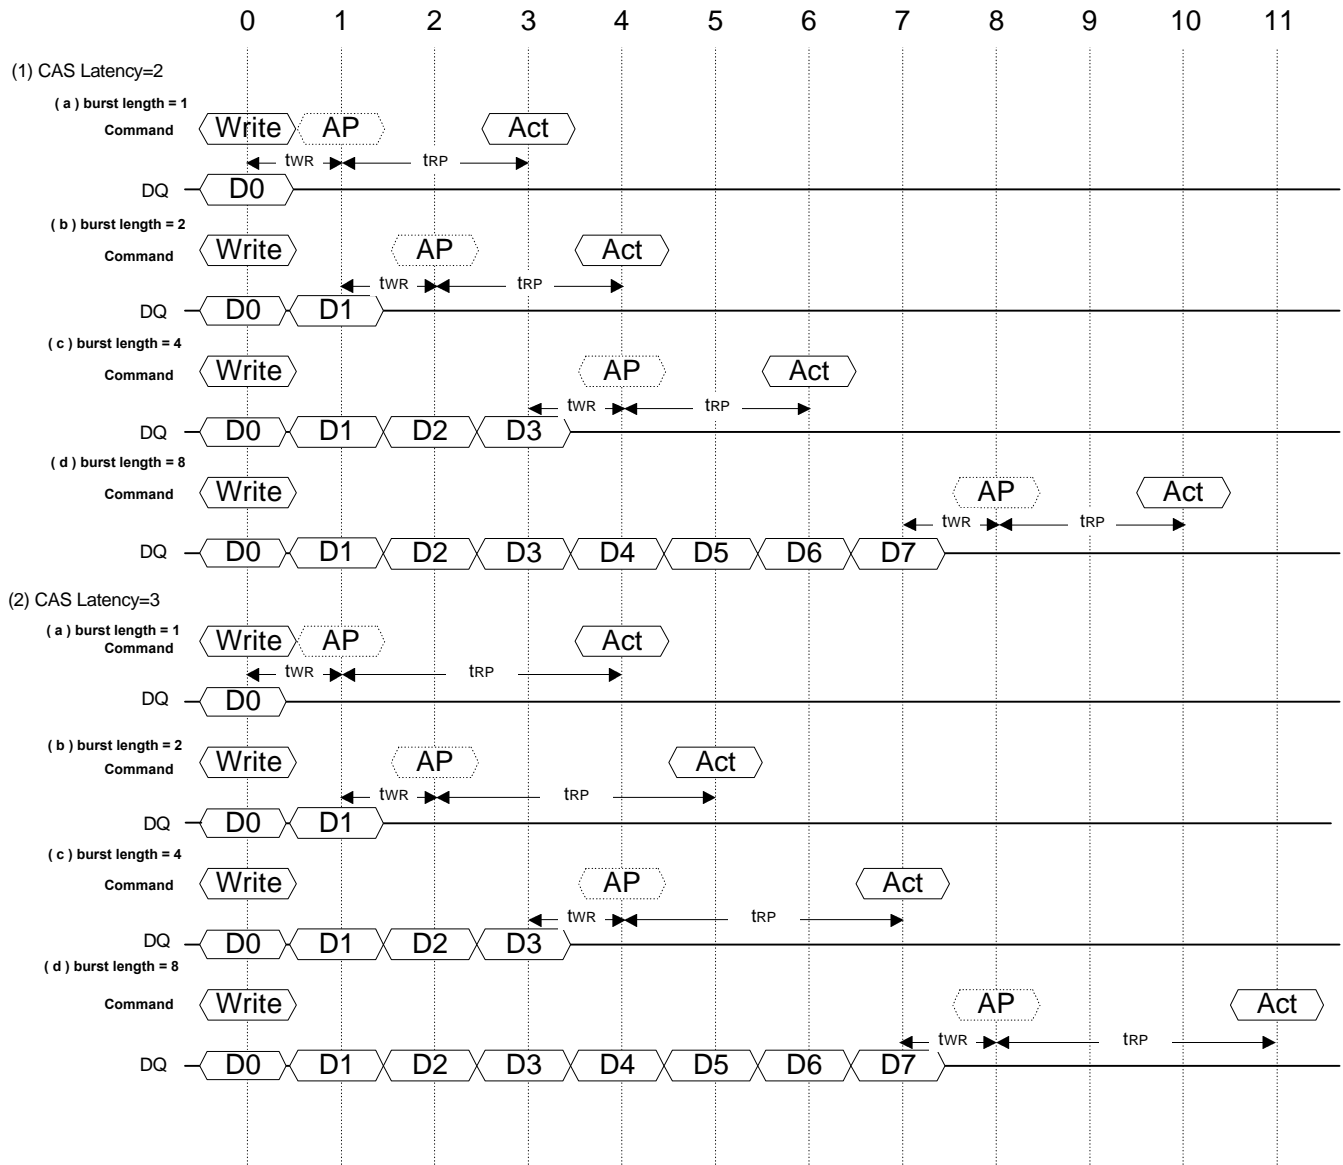 0 1 2 3 4 5 6 7 8 9 10 11
(1) CAS Latency=2
( a ) burst length = 1
Command Write AP Act
tWR tRP
DQ D0
( b ) burst length = 2
Command Write AP Act
tWR tRP
DQ D0 D1
( c ) burst length = 4
Command Write AP Act
tWR tRP
DQ D0 D1 D2 D3
( d ) burst length = 8
Command Write AP Act
tWR tRP
DQ D0 D1 D2 D3 D4 D5 D6 D7
(2) CAS Latency=3
( a ) burst length = 1
Command Write AP Act
tWR tRP
DQ D0
( b ) burst length = 2
Command Write AP Act
tWR tRP
DQ D0 D1
( c ) burst length = 4
Command Write AP Act
tWR tRP
DQ D0 D1 D2 D3
( d ) burst length = 8
Command Write AP Act
tWR tRP
DQ D0 D1 D2 D3 D4 D5 D6 D7